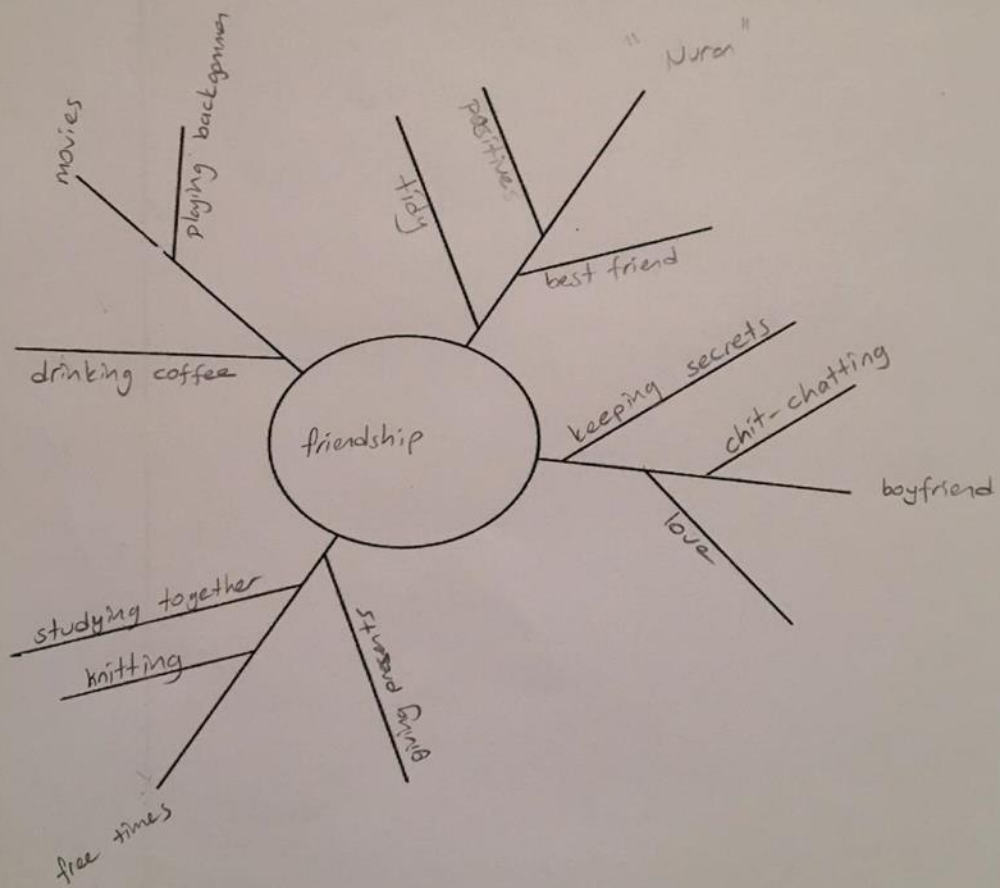 movies
playing backgammon
drinking coffee
tidy
positives
"Nuran"
best friend
friendship
keeping secrets
chit-chatting
boyfriend
love
studying together
knitting
free times
giving presents